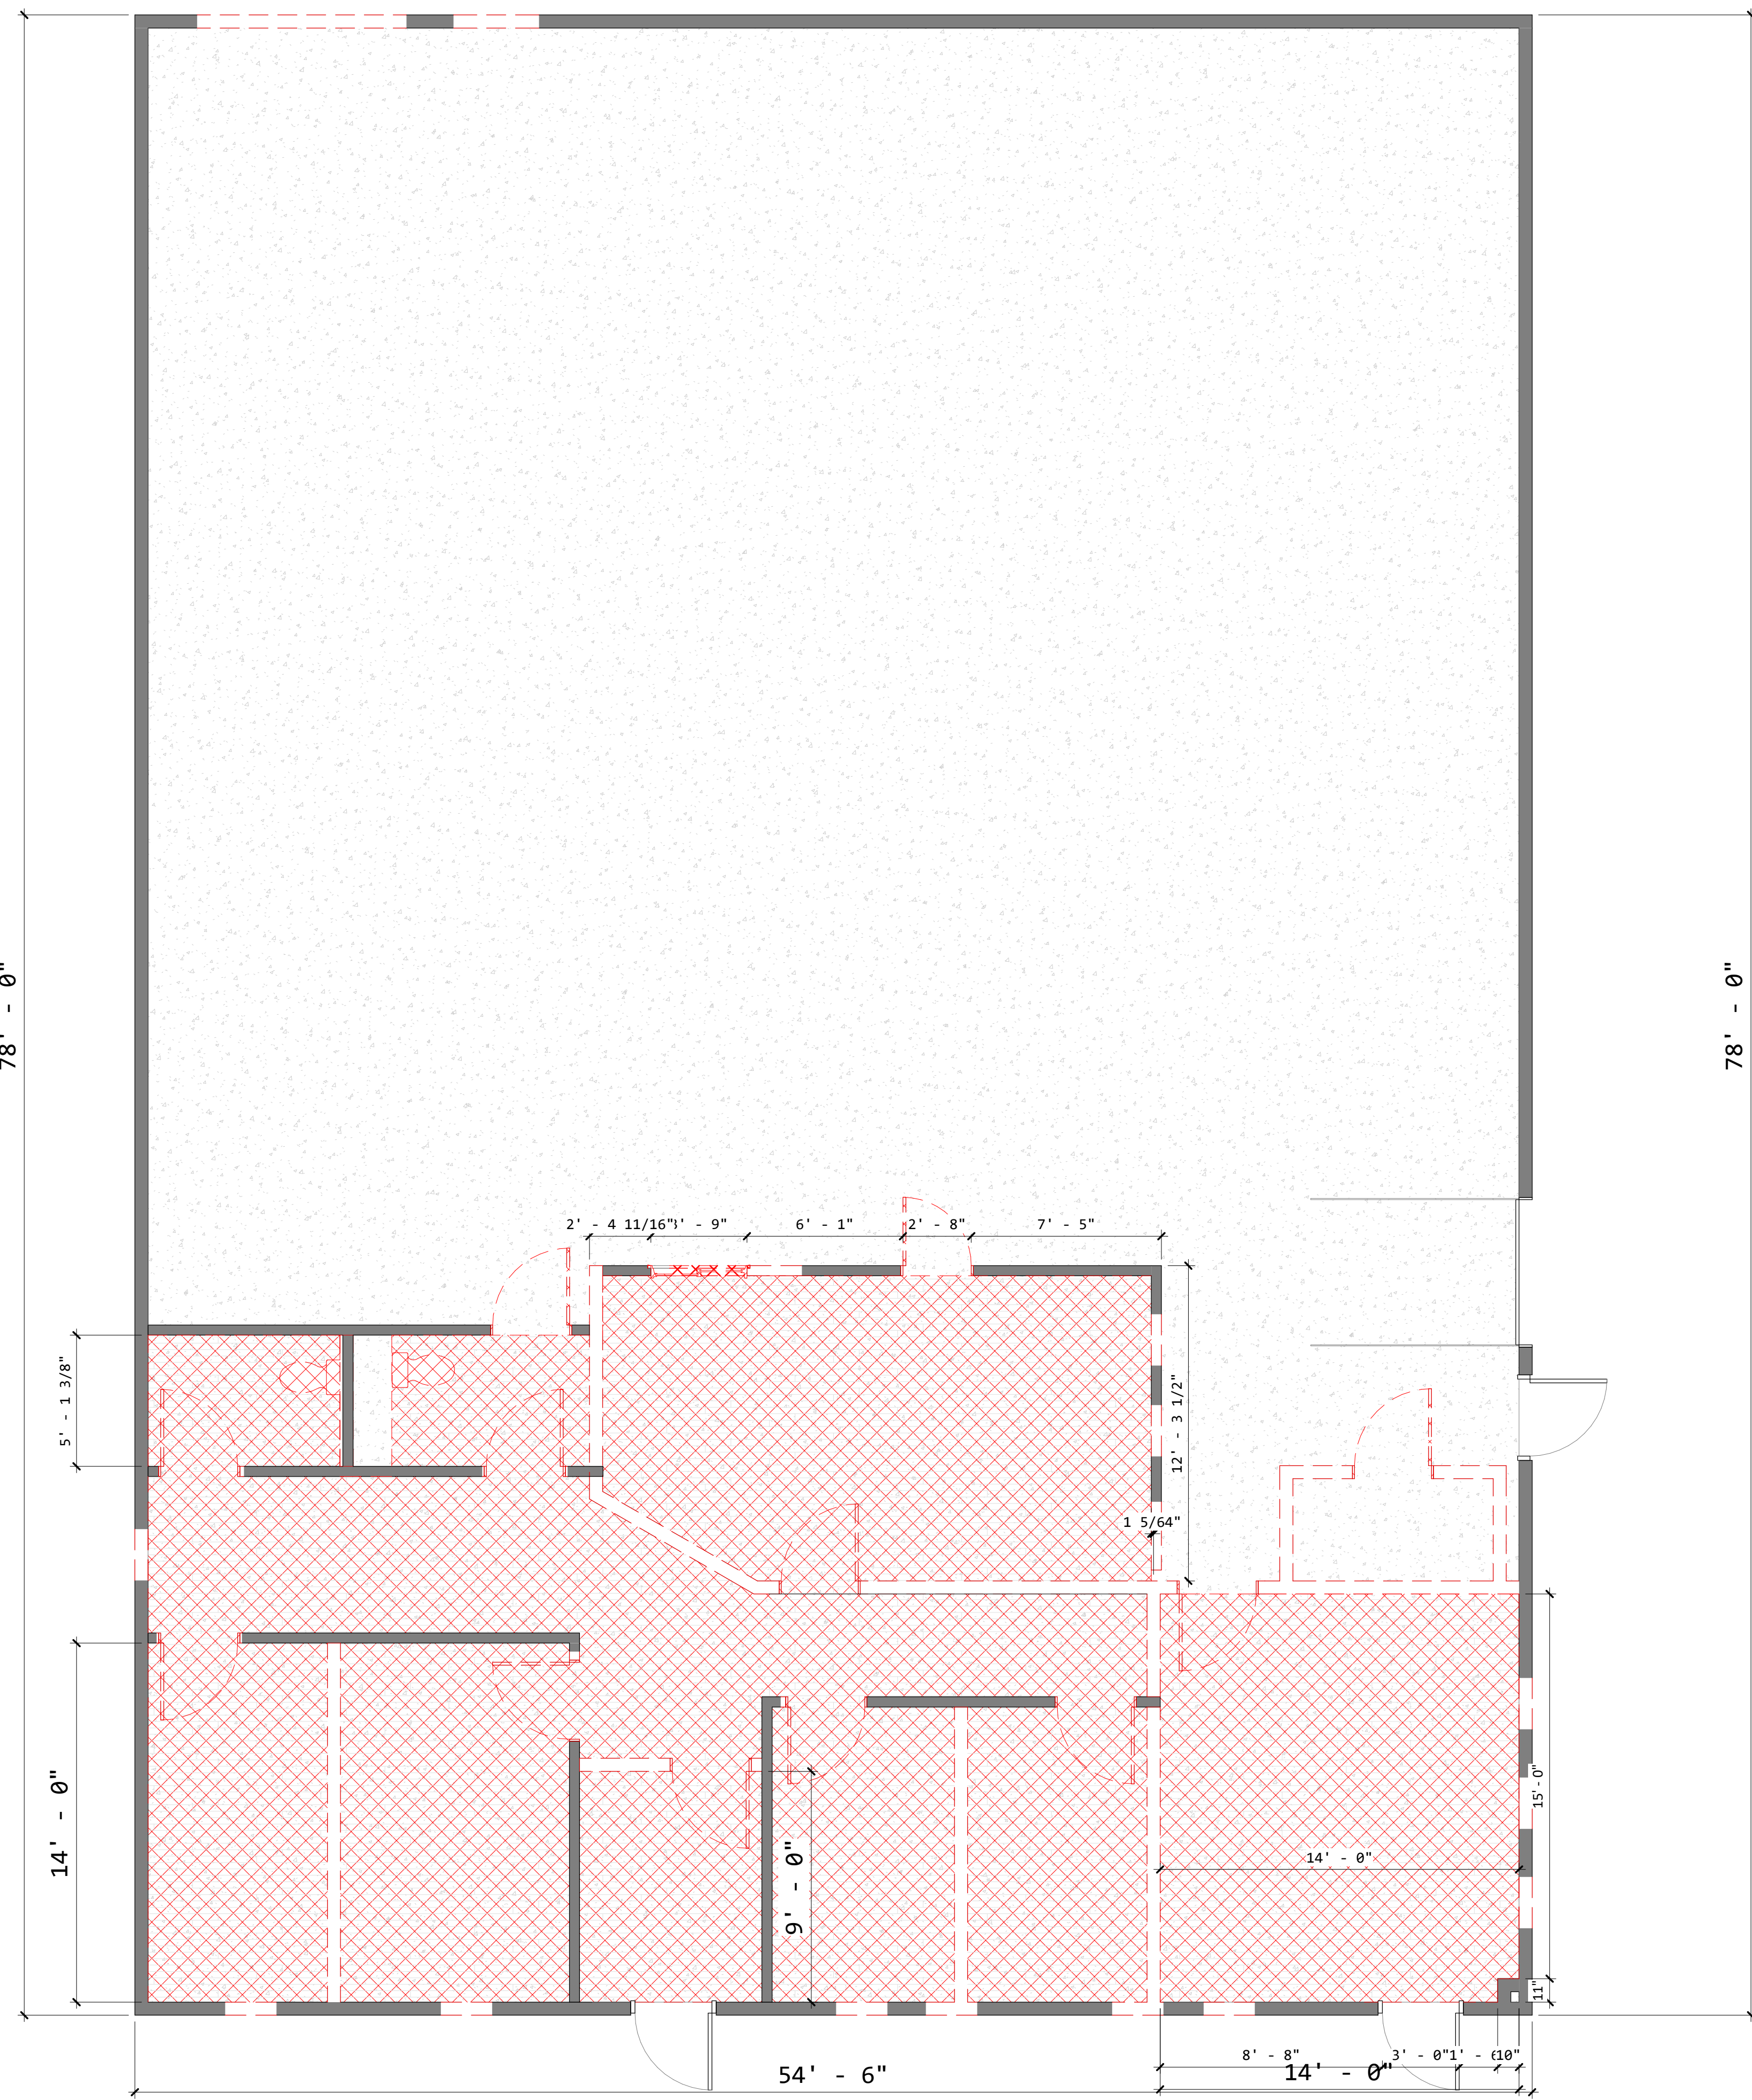 2' - 4 11/16"
' - 9"
6' - 1"
2' - 8"
7' - 5"
78' - 0"
78' - 0"
5' - 1 3/8"
12' - 3 1/2"
1 5/64"
14' - 0"
9' - 0"
15' - 0"
14' - 0"
11"
8' - 8"
3' - 0"
1' -
10"
14' - 0"
54' - 6"